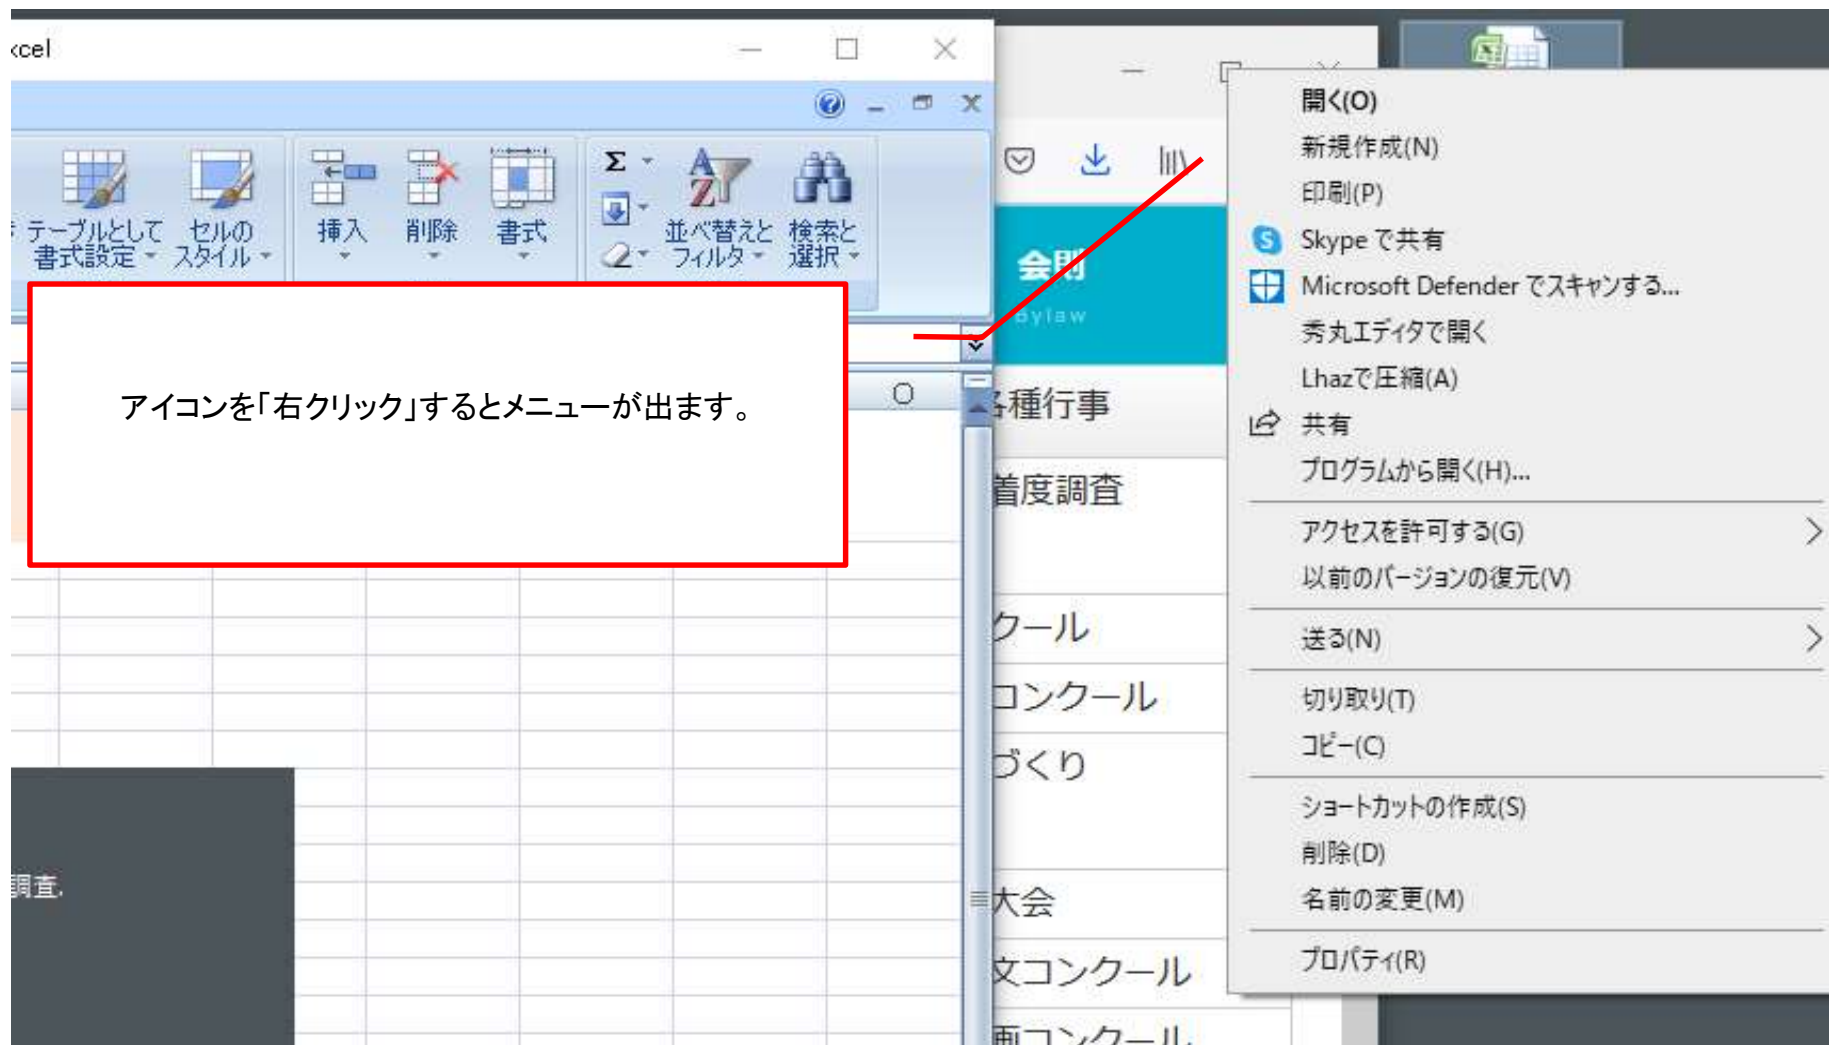 xcel
テーブルとして
書式設定
セルの
スタイル
挿入
削除
書式
Σ
並べ替えと
フィルタ
検索と
選択
アイコンを「右クリック」するとメニューが出ます。
O
調査.
会則
Bylaw
各種行事
着度調査
クール
コンクール
づくり
大会
文コンクール
画コンクール
開く(O)
新規作成(N)
印刷(P)
Skype で共有
Microsoft Defender でスキャンする...
秀丸エディタで開く
Lhazで圧縮(A)
共有
プログラムから開く(H)...
アクセスを許可する(G)
以前のバージョンの復元(V)
送る(N)
切り取り(T)
コピー(C)
ショートカットの作成(S)
削除(D)
名前の変更(M)
プロパティ(R)